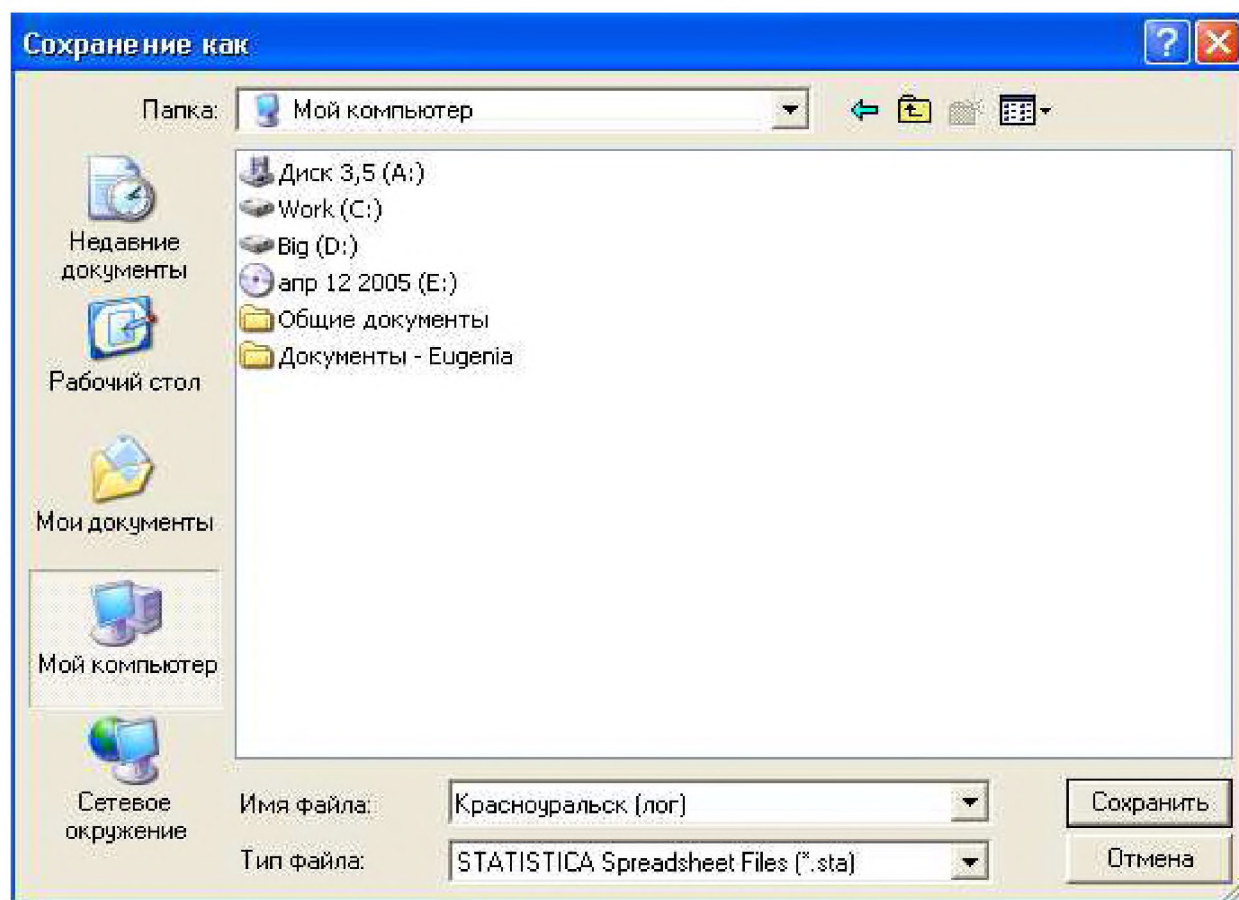 Сохранение как
?
Папка: Мой компьютер
Диск 3,5 (A:)
Work (C:)
Big (D:)
апр 12 2005 (E:)
Общие документы
Документы - Eugenia
Недавние
документы
Рабочий стол
Мои документы
Мой компьютер
Сетевое
окружение
Имя файла: Красноуральск (лог) Сохранить
Тип файла: STATISTICA Spreadsheet Files (*.sta) Отмена